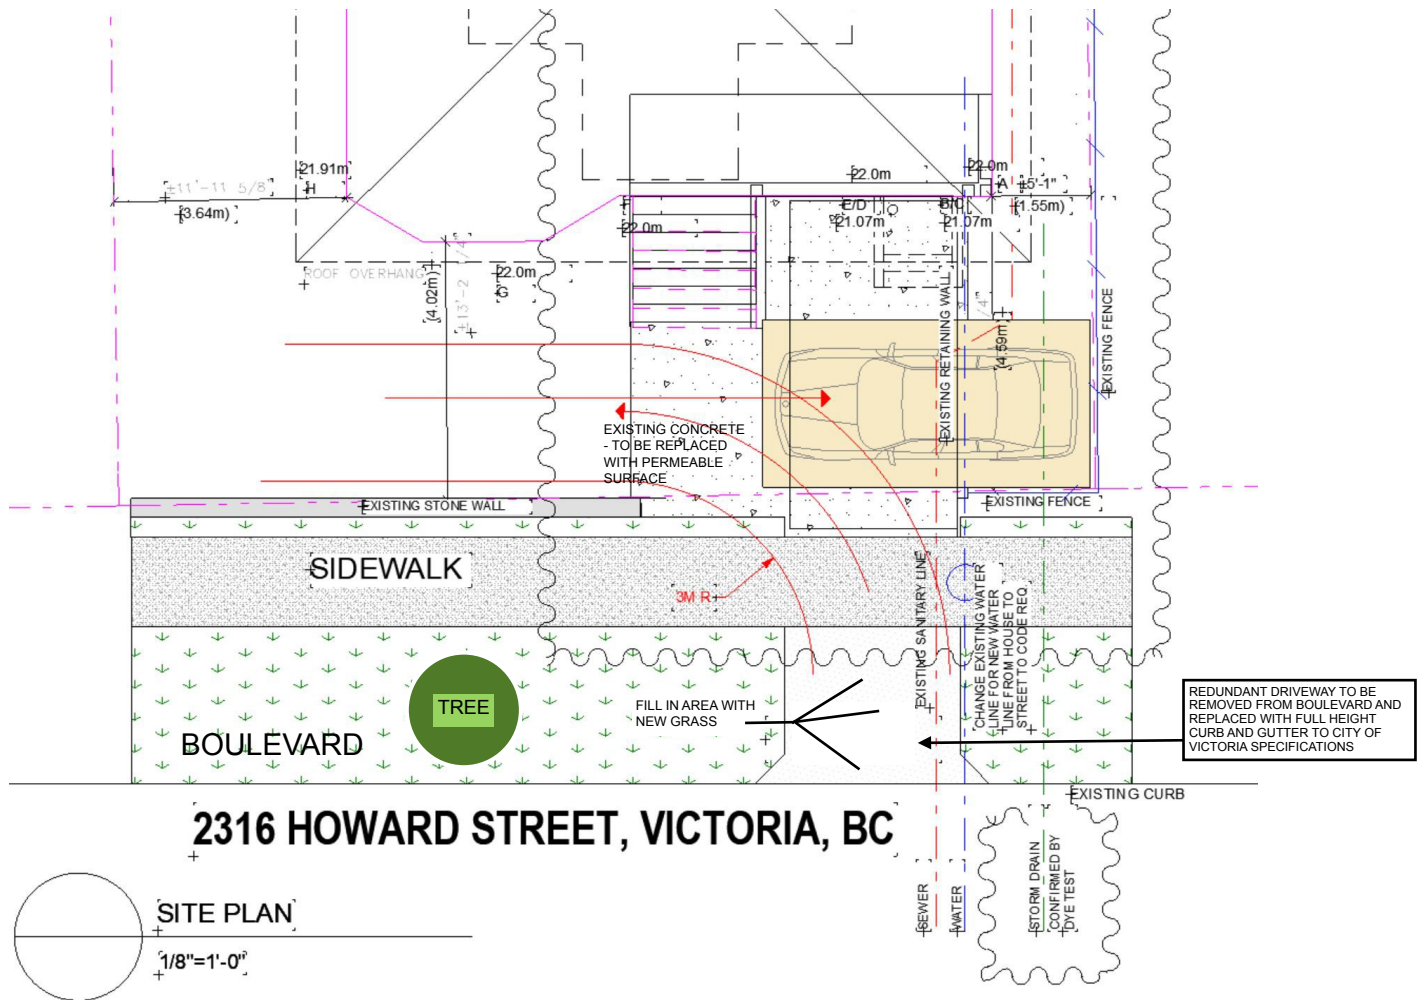 21.91m
H
±11'-11 5/8"
(3.64m)
22.0m
22.0m
A
±5'-1"
(1.55m)
F
22.0m
E/D
21.07m
B/C
21.07m
ROOF OVERHANG
(4.02m)
±13'-2 1/4"
22.0m
G
EXISTING RETAINING WALL
(4.59m)
EXISTING FENCE
EXISTING CONCRETE
- TO BE REPLACED
WITH PERMEABLE
SURFACE
EXISTING STONE WALL
EXISTING FENCE
SIDEWALK
3M R
EXISTING SANITARY LINE
CHANGE EXISTING WATER
LINE FOR NEW WATER
LINE FROM HOUSE TO
STREET TO CODE REQ.
TREE
BOULEVARD
FILL IN AREA WITH
NEW GRASS
REDUNDANT DRIVEWAY TO BE
REMOVED FROM BOULEVARD AND
REPLACED WITH FULL HEIGHT
CURB AND GUTTER TO CITY OF
VICTORIA SPECIFICATIONS
EXISTING CURB
2316 HOWARD STREET, VICTORIA, BC
SEWER
WATER
STORM DRAIN
CONFIRMED BY
DYE TEST
SITE PLAN
1/8"=1'-0"